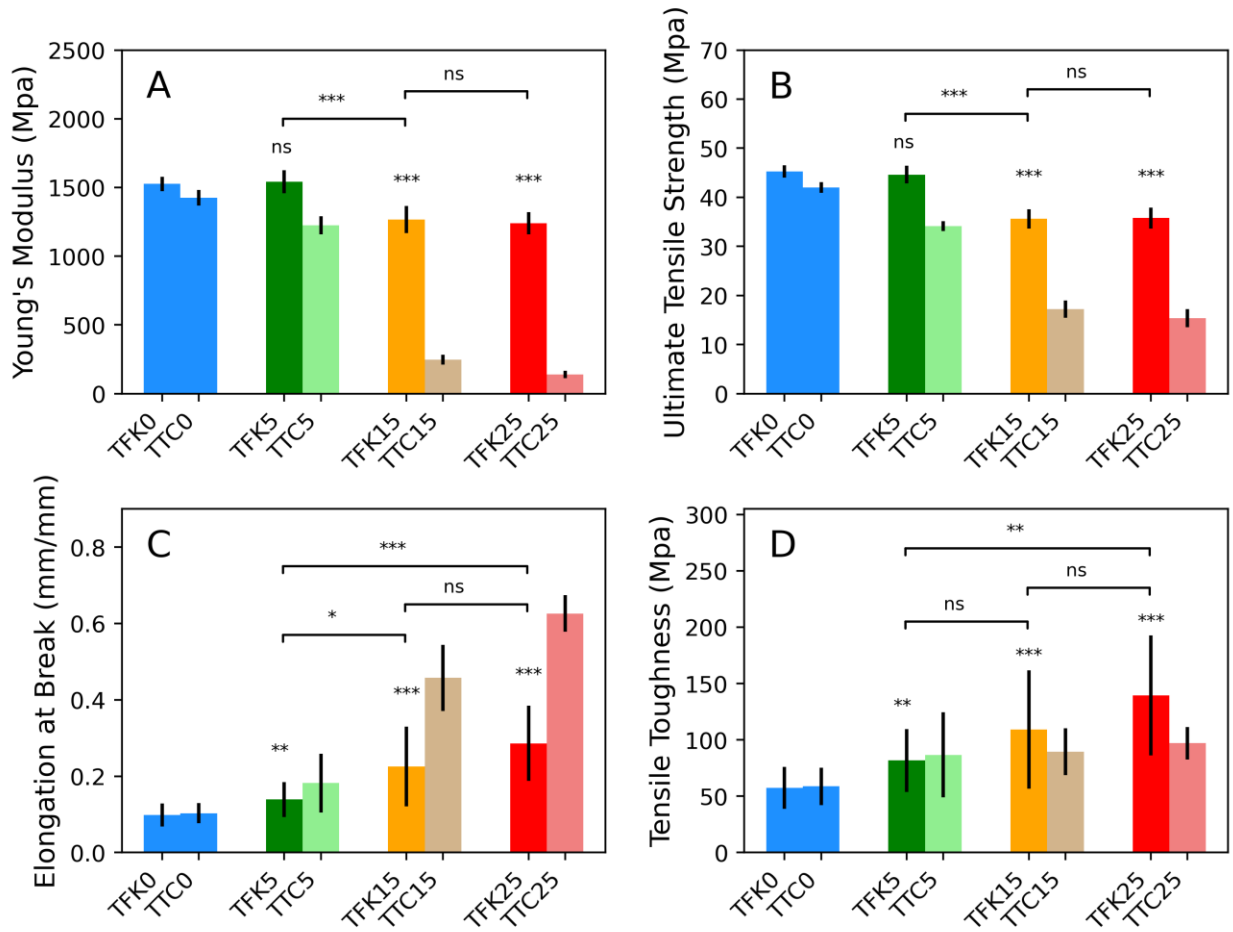 A
Young's Modulus (Mpa)
2500
2000
1500
1000
500
0
ns
***
ns
***
***
TFK0
TTC0
TFK5
TTC5
TFK15
TTC15
TFK25
TTC25
B
Ultimate Tensile Strength (Mpa)
70
60
50
40
30
20
10
0
ns
***
ns
***
***
TFK0
TTC0
TFK5
TTC5
TFK15
TTC15
TFK25
TTC25
C
Elongation at Break (mm/mm)
0.8
0.6
0.4
0.2
0.0
***
ns
*
***
***
**
TFK0
TTC0
TFK5
TTC5
TFK15
TTC15
TFK25
TTC25
D
Tensile Toughness (Mpa)
300
250
200
150
100
50
0
**
ns
ns
***
***
**
TFK0
TTC0
TFK5
TTC5
TFK15
TTC15
TFK25
TTC25